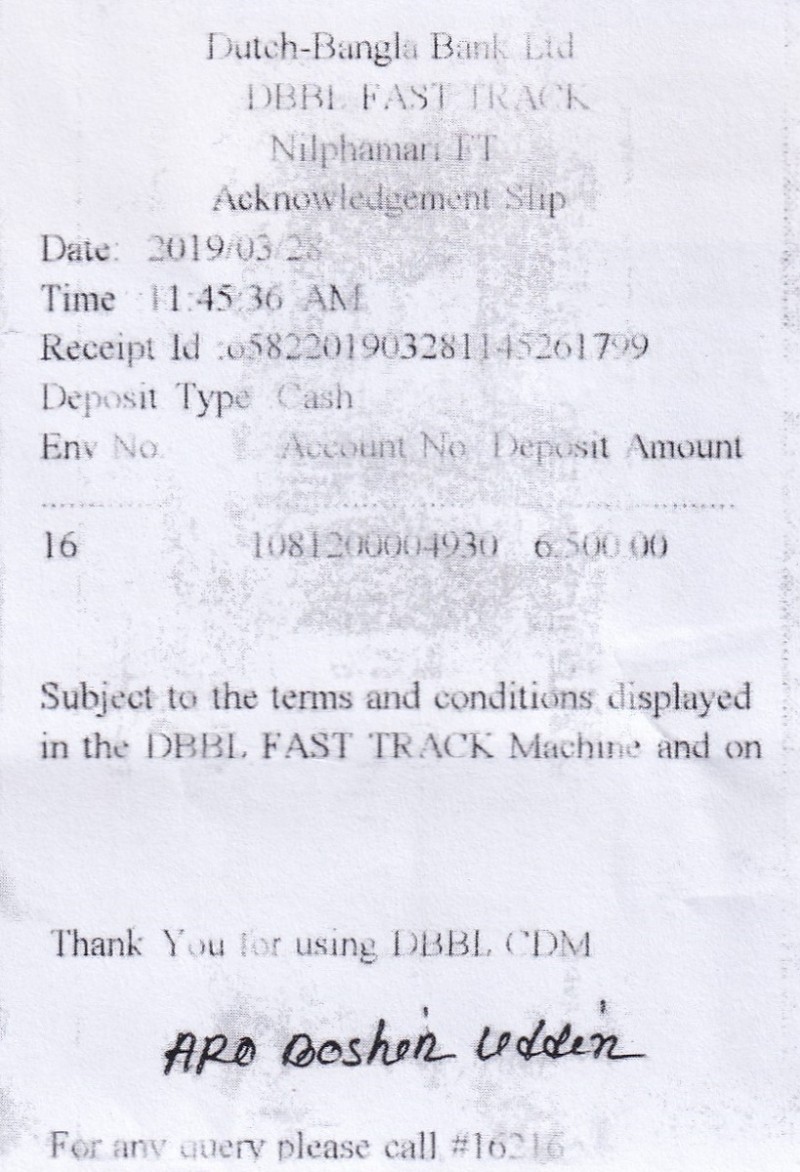 Dutch-Bangla Bank Ltd
DBBL FAST TRACK
Nilphamari FT
Acknowledgement Slip
Date: 2019/03/28
Time 11:45:36 AM
Receipt Id :o582201903281145261799
Deposit Type Cash
Env No. Account No Deposit Amount
16 1081200004930 6,500.00
Subject to the terms and conditions displayed
in the DBBL FAST TRACK Machine and on
Thank You for using DBBL CDM
ARO Boshir Uddin
For any query please call #16216